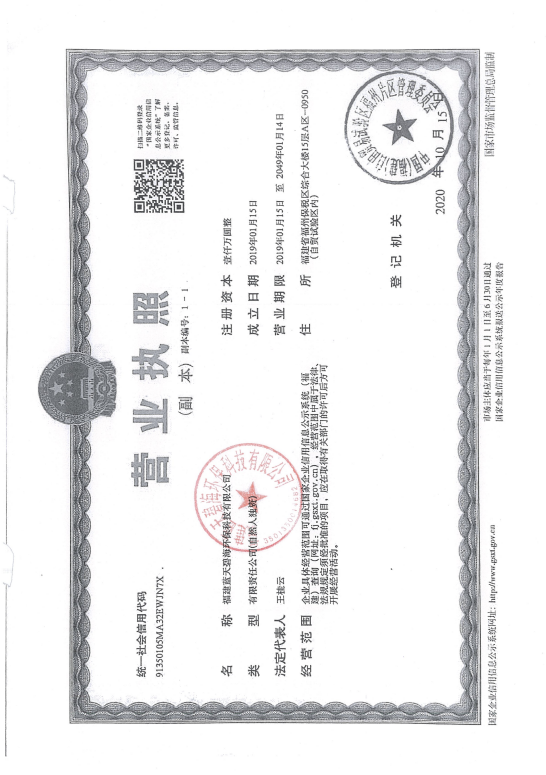 统一社会信用代码
91350105MA32EWJN7X
营业执照
(副 本) 副本编号: 1 - 1
扫描二维码登录
“国家企业信用信
息公示系统”了解
更多登记、备案、
许可、监管信息。
名 称 福建蓝天碧海环保科技有限公司
类 型 有限责任公司(自然人独资)
法定代表人 王桂云
经营范围 企业具体经营范围可通过国家企业信用信息公示系统(福
建)查询(网址: fj.gsxt.gov.cn),经营范围中属于法律、
法规规定须经批准的项目,应在取得有关部门的许可后方可
开展经营活动。
注册资本 壹仟万圆整
成立日期 2019年01月15日
营业期限 2019年01月15日 至 2049年01月14日
住 所 福建省福州保税区综合大楼15层A区-0950
(自贸试验区内)
登记机关
2020 年 10 月 15 日
国家企业信用信息公示系统网址: http://www.gsxt.gov.cn
市场主体应当于每年1月1日至6月30日通过
国家企业信用信息公示系统报送公示年度报告
国家市场监督管理总局监制